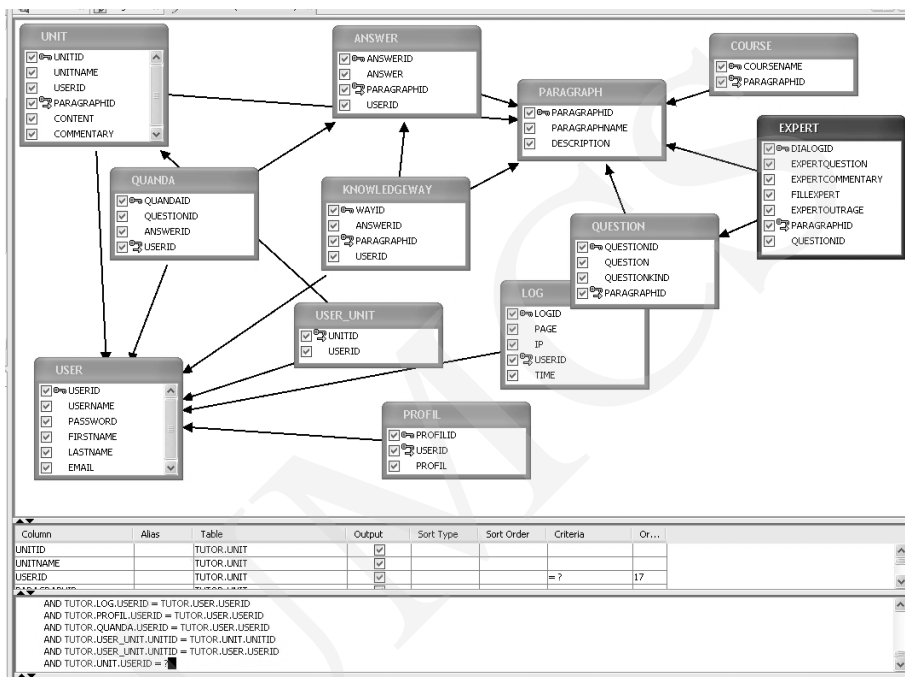 UNIT
UNITID
UNITNAME
USERID
PARAGRAPHID
CONTENT
COMMENTARY
ANSWER
ANSWERID
ANSWER
PARAGRAPHID
USERID
COURSE
COURSENAME
PARAGRAPHID
PARAGRAPH
PARAGRAPHID
PARAGRAPHNAME
DESCRIPTION
EXPERT
DIALOGID
EXPERTQUESTION
EXPERTCOMMENTARY
FILLEXPERT
EXPERTOUTRAGE
PARAGRAPHID
QUESTIONID
QUANDA
QUANDAID
QUESTIONID
ANSWERID
USERID
KNOWLEDGEWAY
WAYID
ANSWERID
PARAGRAPHID
USERID
QUESTION
QUESTIONID
QUESTION
QUESTIONKIND
PARAGRAPHID
LOG
LOGID
PAGE
IP
USERID
TIME
USER_UNIT
UNITID
USERID
USER
USERID
USERNAME
PASSWORD
FIRSTNAME
LASTNAME
EMAIL
PROFIL
PROFILID
USERID
PROFIL
Column Alias Table Output Sort Type Sort Order Criteria Or...
UNITID TUTOR.UNIT
UNITNAME TUTOR.UNIT
USERID TUTOR.UNIT = ? 17
AND TUTOR.LOG.USERID = TUTOR.USER.USERID
AND TUTOR.PROFIL.USERID = TUTOR.USER.USERID
AND TUTOR.QUANDA.USERID = TUTOR.USER.USERID
AND TUTOR.USER_UNIT.UNITID = TUTOR.UNIT.UNITID
AND TUTOR.USER_UNIT.UNITID = TUTOR.USER.USERID
AND TUTOR.UNIT.USERID = ?
UMCS